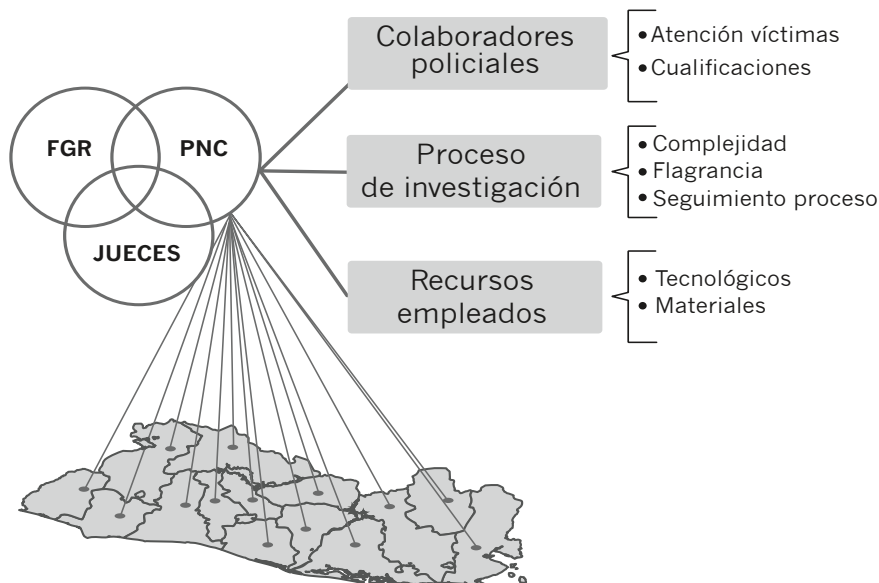 FGR
PNC
JUECES
Colaboradores
policiales
• Atención víctimas
• Cualificaciones
Proceso
de investigación
• Complejidad
• Flagrancia
• Seguimiento proceso
Recursos
empleados
• Tecnológicos
• Materiales